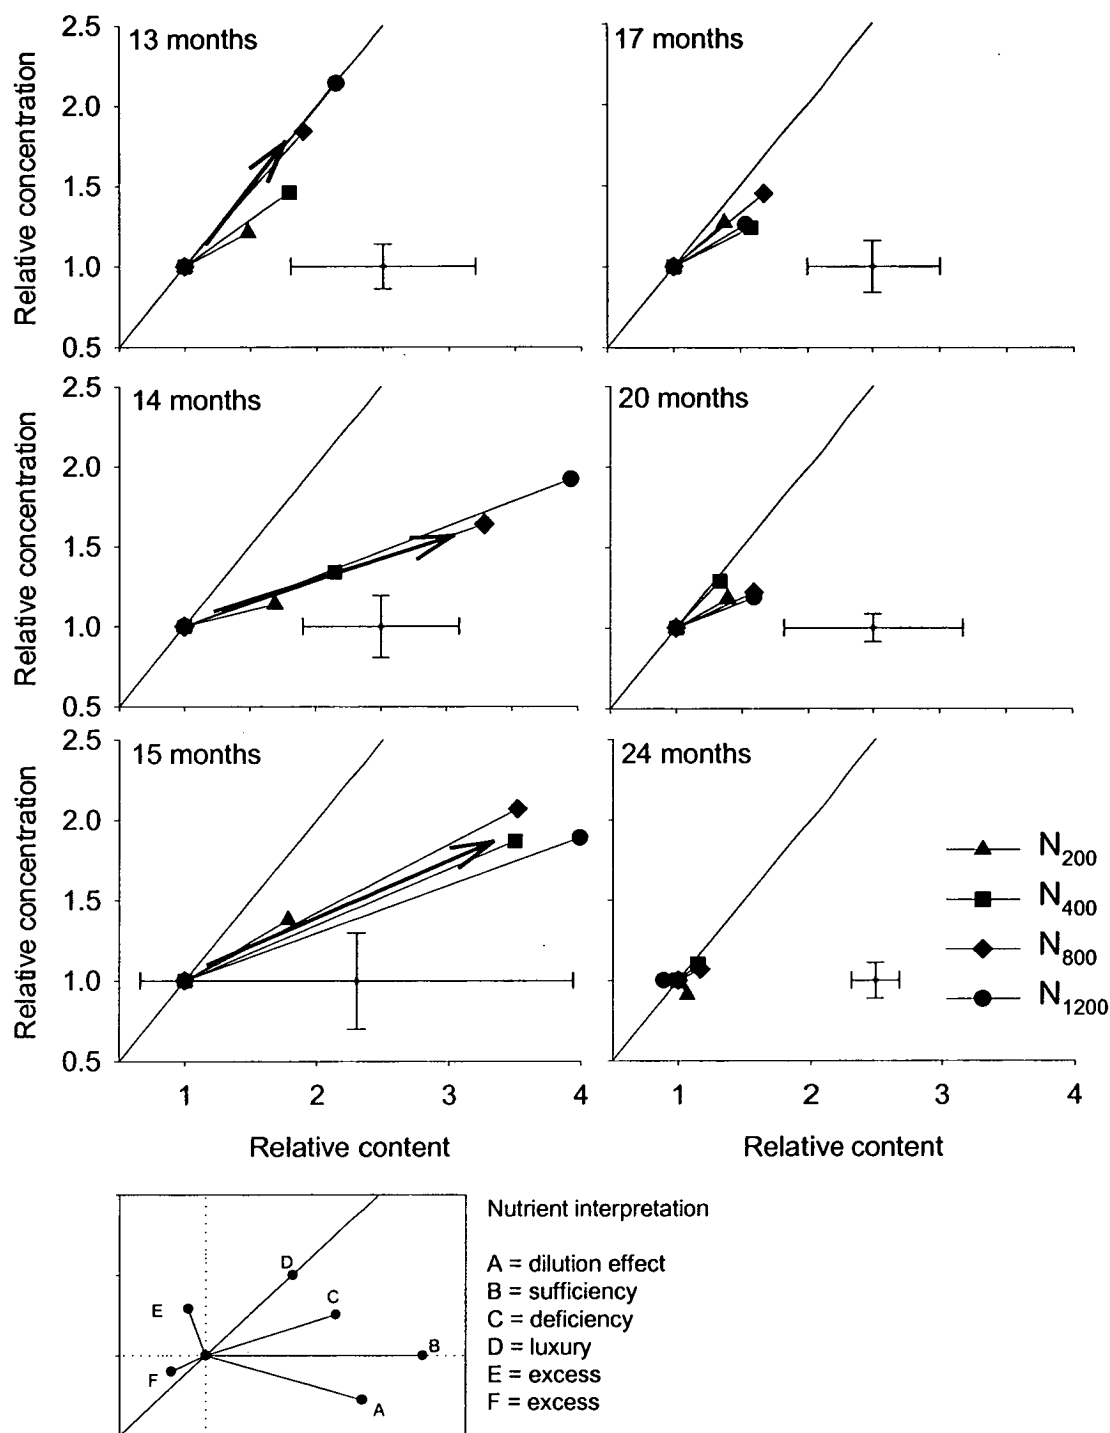 13 months
17 months
2.5
2.0
1.5
1.0
0.5
Relative concentration
14 months
20 months
2.5
2.0
1.5
1.0
0.5
Relative concentration
15 months
24 months
2.5
2.0
1.5
1.0
0.5
Relative concentration
N200
N400
N800
N1200
1 2 3 4
1 2 3 4
Relative content
Relative content
D
C
E
B
F
A
Nutrient interpretation
A = dilution effect
B = sufficiency
C = deficiency
D = luxury
E = excess
F = excess